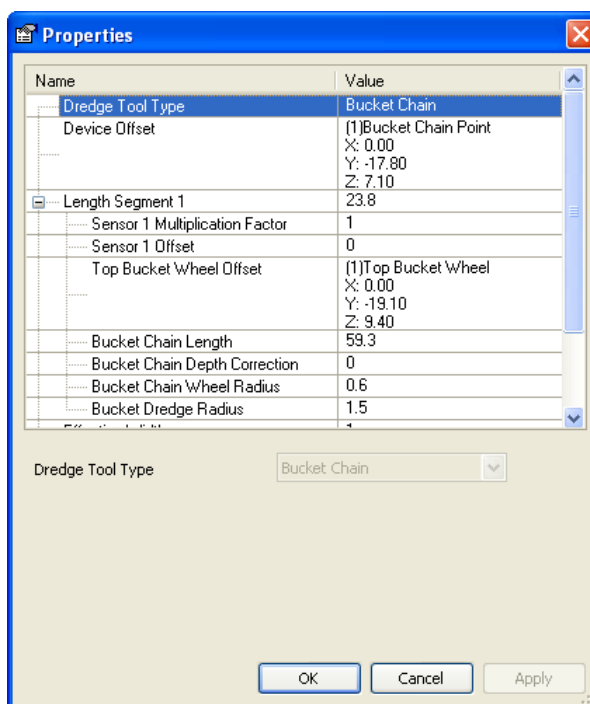 Properties
Name Value
Dredge Tool Type Bucket Chain
Device Offset (1)Bucket Chain Point
X: 0.00
Y: -17.80
Z: 7.10
Length Segment 1 23.8
Sensor 1 Multiplication Factor 1
Sensor 1 Offset 0
Top Bucket Wheel Offset (1)Top Bucket Wheel
X: 0.00
Y: -19.10
Z: 9.40
Bucket Chain Length 59.3
Bucket Chain Depth Correction 0
Bucket Chain Wheel Radius 0.6
Bucket Dredge Radius 1.5
Dredge Tool Type Bucket Chain
OK Cancel Apply